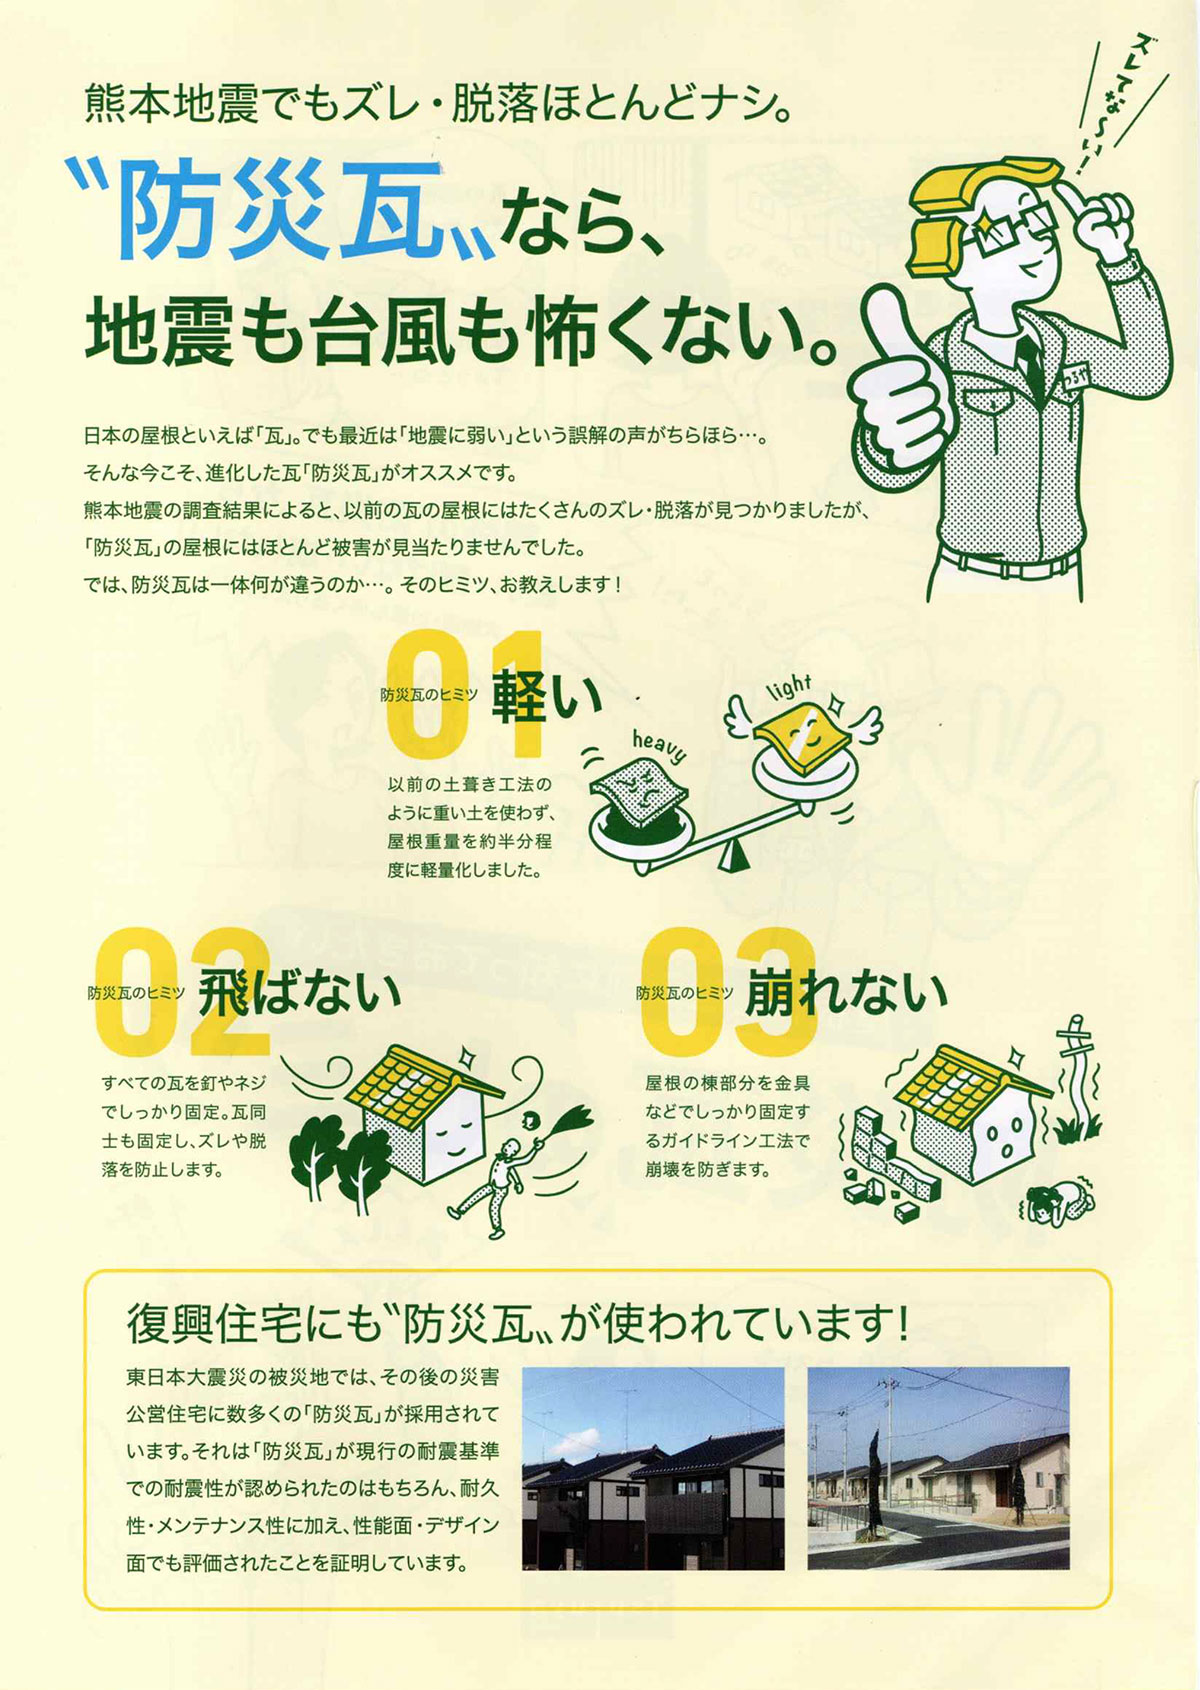 ズレてな〜い!
熊本地震でもズレ・脱落ほとんどナシ。
〝防災瓦〟なら、
地震も台風も怖くない。
つるや
日本の屋根といえば「瓦」。でも最近は「地震に弱い」という誤解の声がちらほら…。
そんな今こそ、進化した瓦「防災瓦」がオススメです。
熊本地震の調査結果によると、以前の瓦の屋根にはたくさんのズレ・脱落が見つかりましたが、
「防災瓦」の屋根にはほとんど被害が見当たりませんでした。
では、防災瓦は一体何が違うのか…。そのヒミツ、お教えします!
01
防災瓦のヒミツ 軽い
以前の土葺き工法の
ように重い土を使わず、
屋根重量を約半分程
度に軽量化しました。
heavy
light
02
防災瓦のヒミツ 飛ばない
すべての瓦を釘やネジ
でしっかり固定。瓦同
士も固定し、ズレや脱
落を防止します。
03
防災瓦のヒミツ 崩れない
屋根の棟部分を金具
などでしっかり固定す
るガイドライン工法で
崩壊を防ぎます。
復興住宅にも〝防災瓦〟が使われています!
東日本大震災の被災地では、その後の災害
公営住宅に数多くの「防災瓦」が採用されて
います。それは「防災瓦」が現行の耐震基準
での耐震性が認められたのはもちろん、耐久
性・メンテナンス性に加え、性能面・デザイン
面でも評価されたことを証明しています。